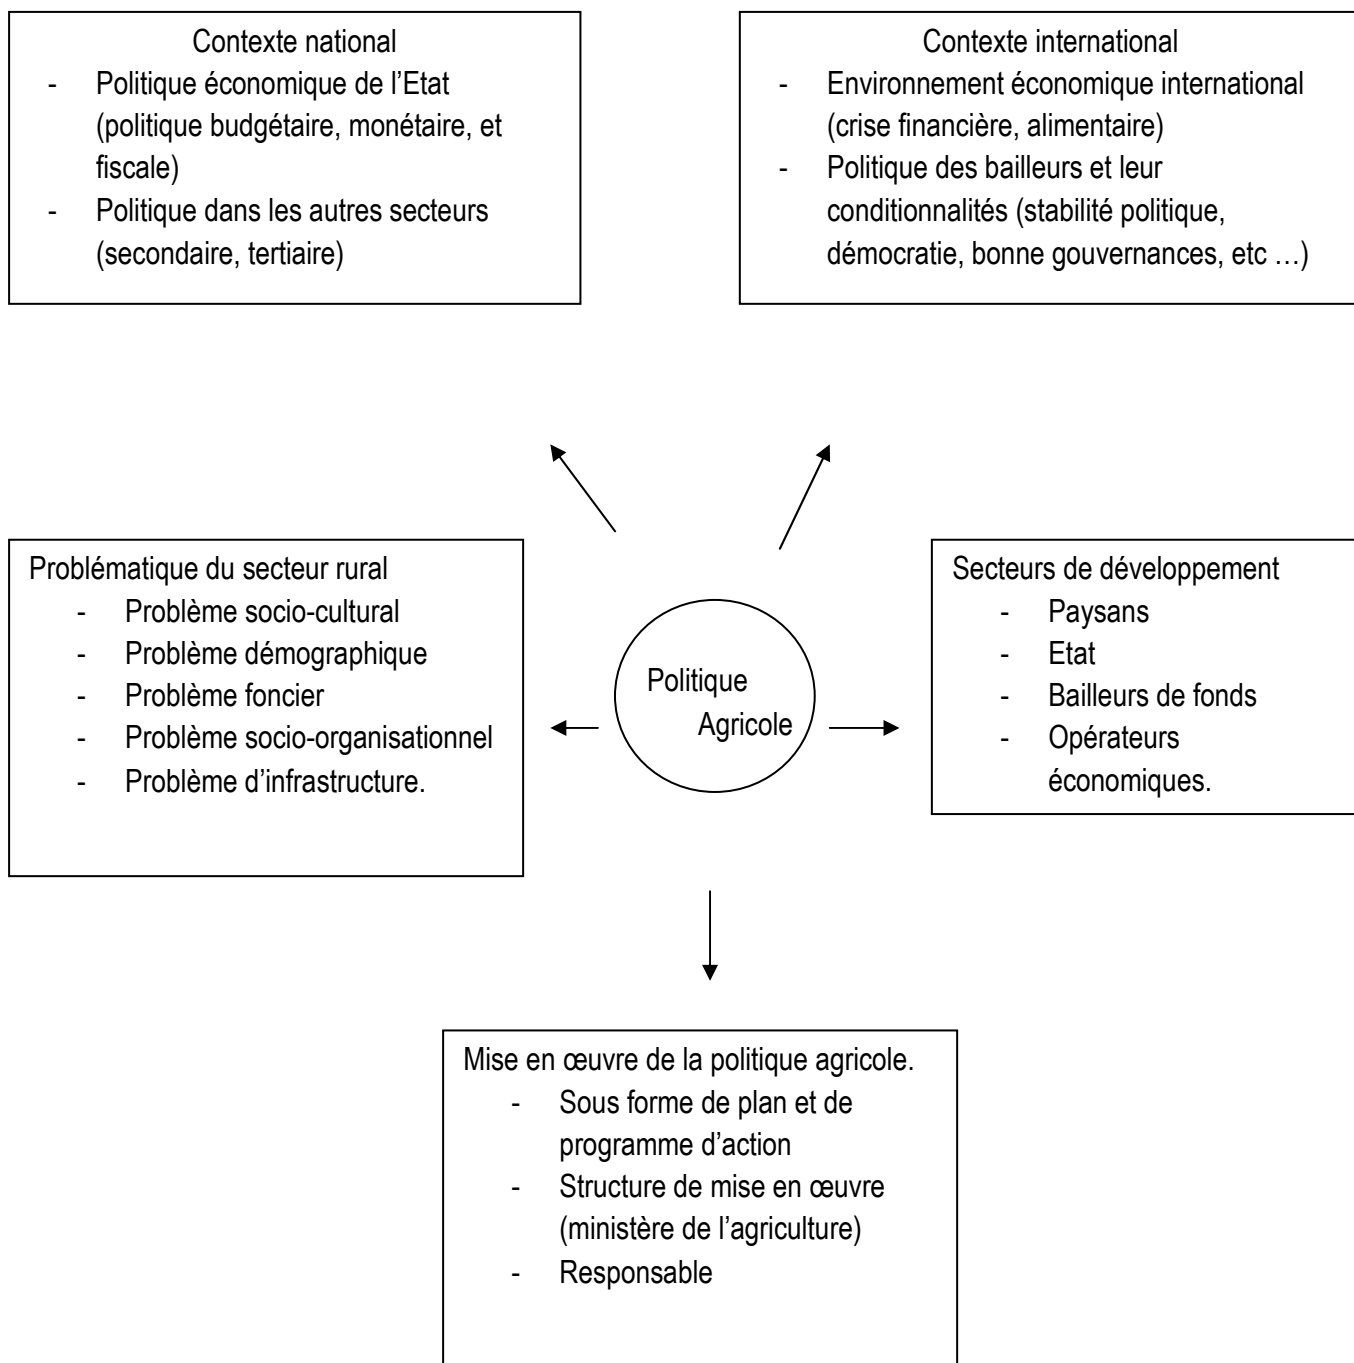 Contexte national
- Politique économique de l’Etat
(politique budgétaire, monétaire, et
fiscale)
- Politique dans les autres secteurs
(secondaire, tertiaire)
Contexte international
- Environnement économique international
(crise financière, alimentaire)
- Politique des bailleurs et leur
conditionnalités (stabilité politique,
démocratie, bonne gouvernances, etc …)
Problématique du secteur rural
- Problème socio-cultural
- Problème démographique
- Problème foncier
- Problème socio-organisationnel
- Problème d’infrastructure.
Politique
Agricole
Secteurs de développement
- Paysans
- Etat
- Bailleurs de fonds
- Opérateurs
économiques.
Mise en œuvre de la politique agricole.
- Sous forme de plan et de
programme d’action
- Structure de mise en œuvre
(ministère de l’agriculture)
- Responsable